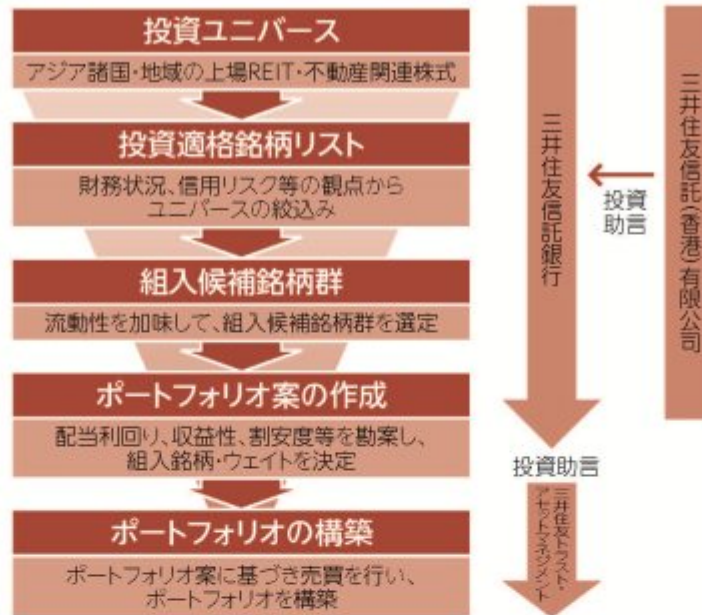 投資ユニバース
アジア諸国・地域の上場REIT・不動産関連株式
投資適格銘柄リスト
財務状況、信用リスク等の観点から
ユニバースの絞込み
組入候補銘柄群
流動性を加味して、組入候補銘柄群を選定
ポートフォリオ案の作成
配当利回り、収益性、割安度等を勘案し、
組入銘柄・ウェイトを決定
ポートフォリオの構築
ポートフォリオ案に基づき売買を行い、
ポートフォリオを構築
三井住友信託銀行
投資
助言
三井住友信託(香港)有限公司
投資助言
三井住友トラスト・
アセットマネジメント